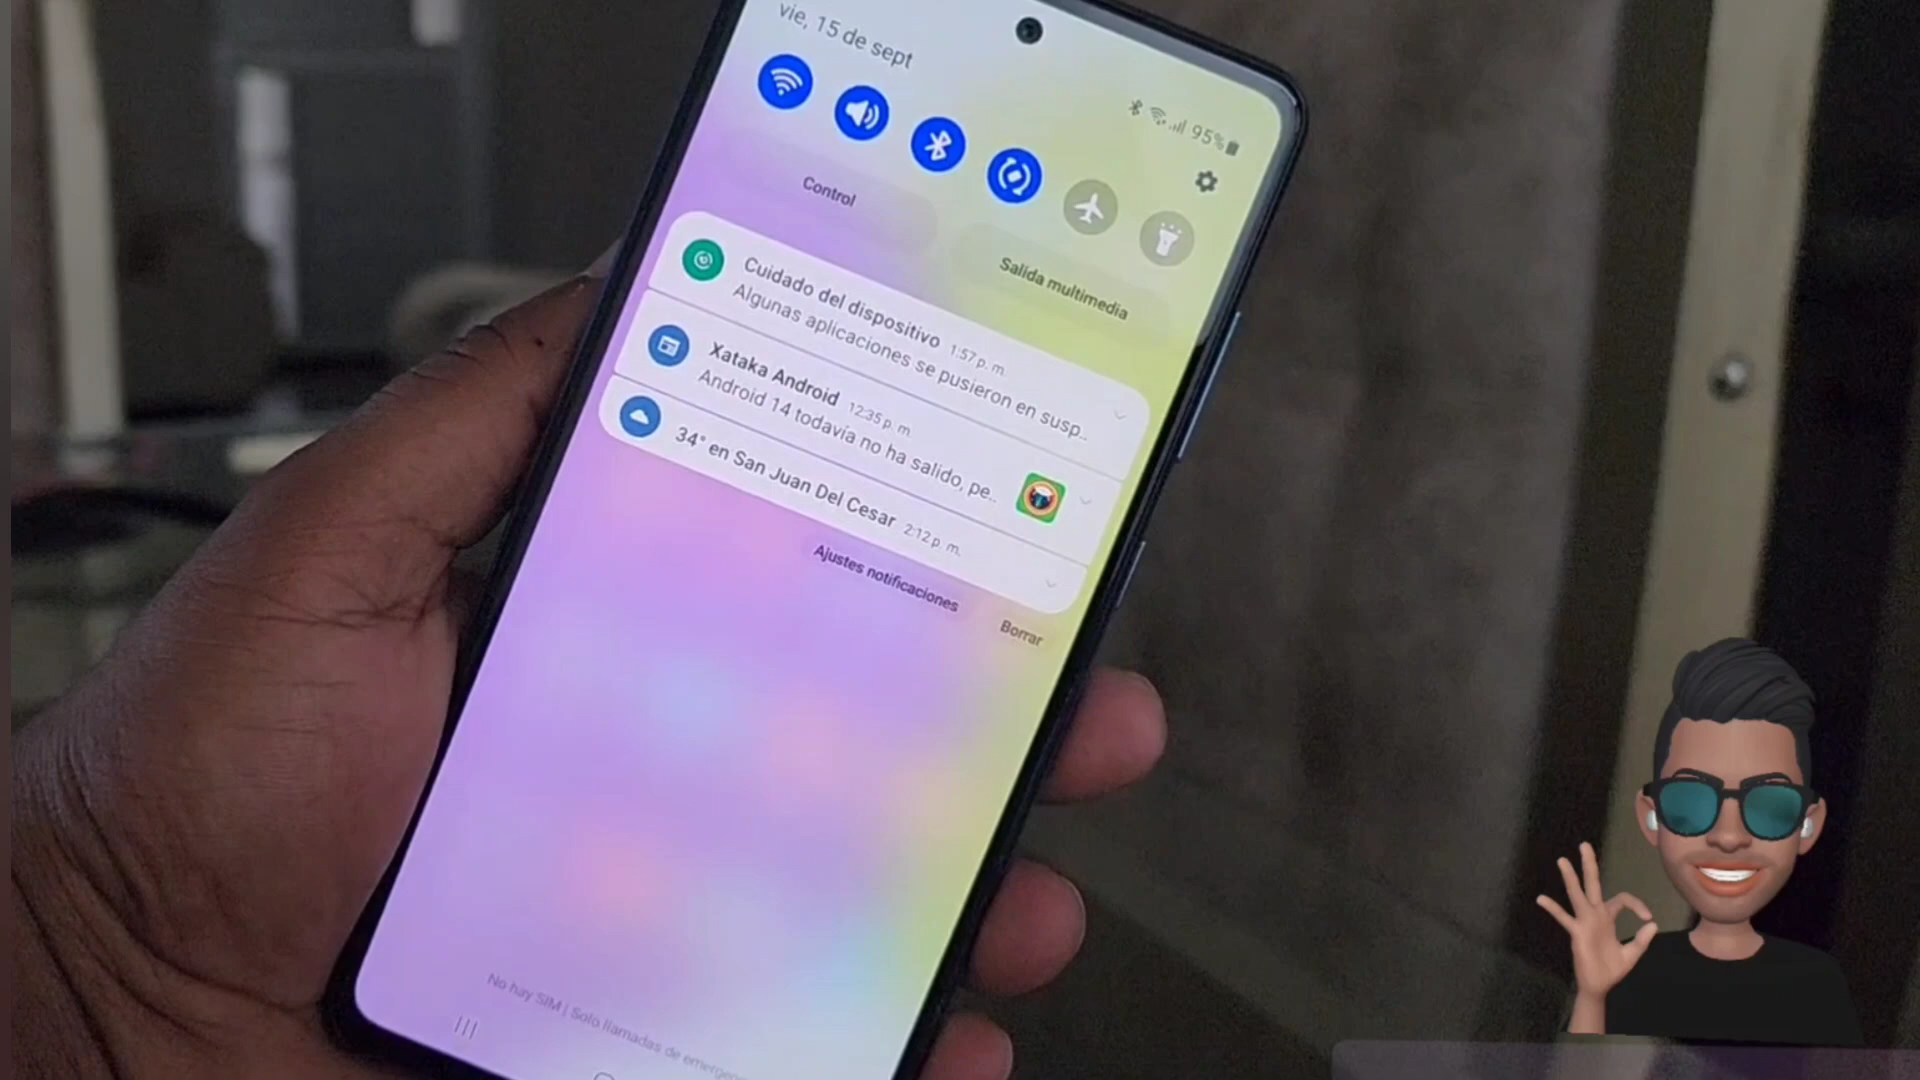 vie, 15 de sept
95%
Control
Salida multimedia
Cuidado del dispositivo 1:57 p. m.
Algunas aplicaciones se pusieron en susp..
Xataka Android 12:35 p. m.
Android 14 todavía no ha salido, pe..
34° en San Juan Del Cesar 2:12 p. m.
Ajustes notificaciones
Borrar
No hay SIM | Solo llamadas de emergenc